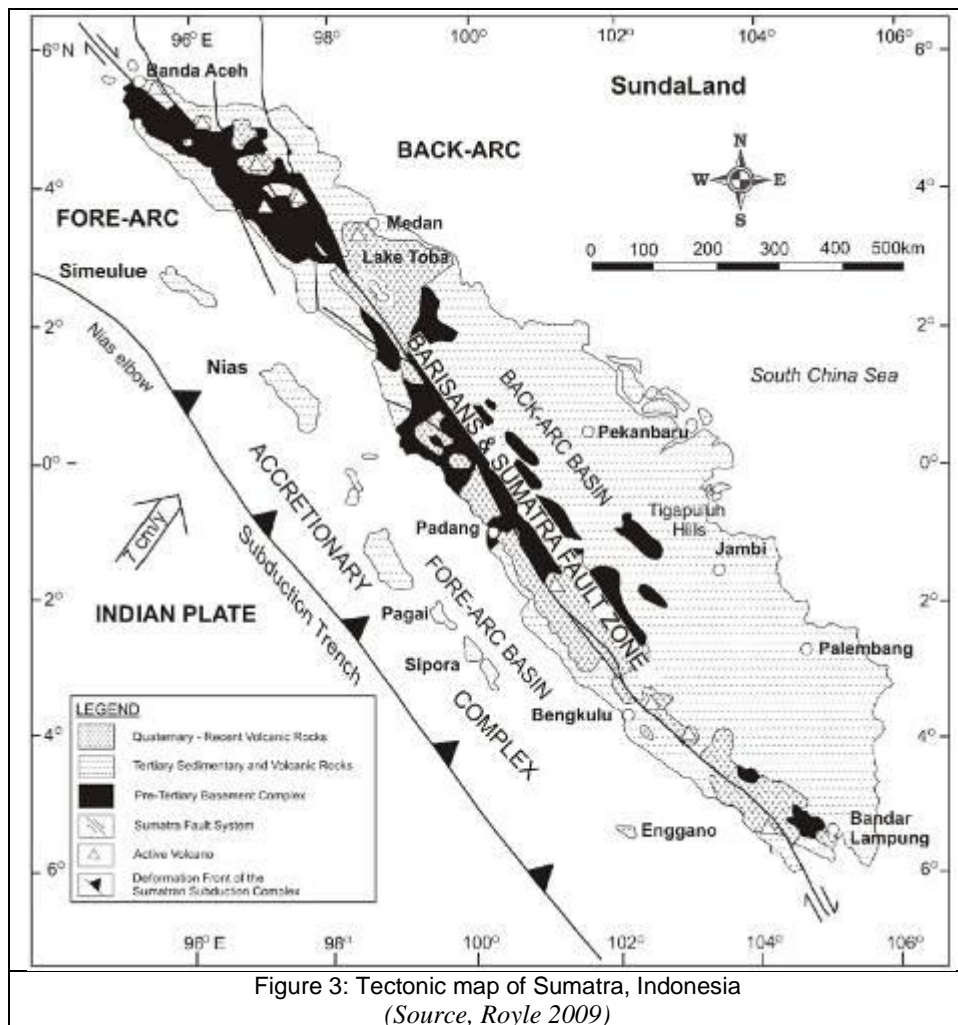 96° E
98°
100°
102°
104°
106°
6° N
6°
Banda Aceh
SundaLand
BACK-ARC
N
W
E
S
4°
4°
FORE-ARC
Medan
0 100 200 300 400 500km
Lake Toba
Simeulue
2°
2°
Nias elbow
Nias
BARISANS & SUMATRA FAULT ZONE
BACK-ARC BASIN
South China Sea
Pekanbaru
0°
0°
ACCRETIONARY
COMPLEX
Tigapuluh
Hills
7 cm/y
Padang
Jambi
Subduction Trench
FORE-ARC BASIN
2°
2°
INDIAN PLATE
Pagai
Sipora
Palembang
LEGEND
Quaternary - Recent Volcanic Rocks
Tertiary Sedimentary and Volcanic Rocks
Pre-Tertiary Basement Complex
Sumatra Fault System
Active Volcano
Deformation Front of the
Sumatran Subduction Complex
Bengkulu
4°
4°
Enggano
Bandar
Lampung
6°
6°
96° E
98°
100°
102°
104°
106°
Figure 3: Tectonic map of Sumatra, Indonesia
(Source, Royle 2009)